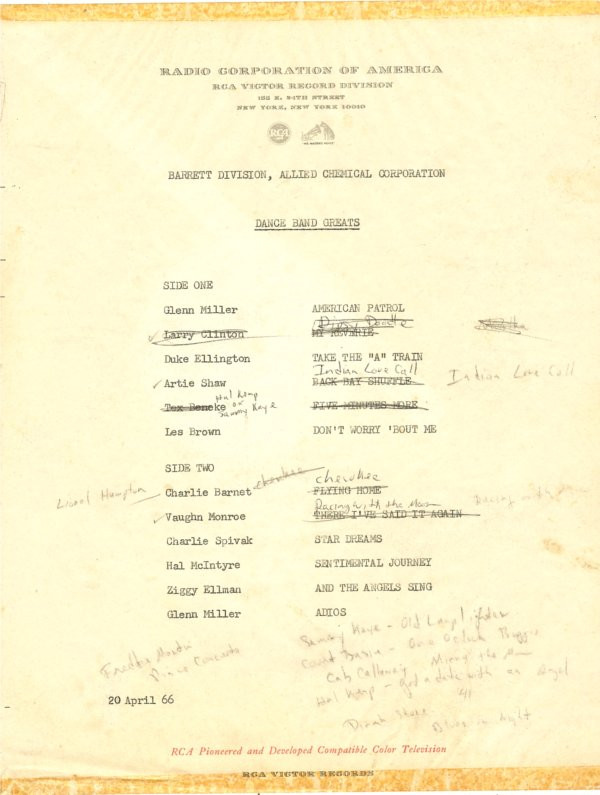 RADIO CORPORATION OF AMERICA
RCA VICTOR RECORD DIVISION
155 E. 24TH STREET
NEW YORK, NEW YORK 10010
RCA
BARRETT DIVISION, ALLIED CHEMICAL CORPORATION
DANCE BAND GREATS
SIDE ONE
Glenn Miller AMERICAN PATROL
Dipsy Doodle
Larry Clinton MY REVERIE
Duke Ellington TAKE THE "A" TRAIN
Indian Love Call
Artie Shaw BACK BAY SHUFFLE Indian Love Call
Hal Kemp
or
Tex Beneke Sammy Kaye FIVE MINUTES MORE
Les Brown DON'T WORRY 'BOUT ME
SIDE TWO
cherokee cherokee
Lionel Hampton Charlie Barnet FLYING HOME
Racing with the Moon Racing with
Vaughn Monroe THERE I'VE SAID IT AGAIN
Charlie Spivak STAR DREAMS
Hal McIntyre SENTIMENTAL JOURNEY
Ziggy Ellman AND THE ANGELS SING
Glenn Miller ADIOS
Sammy Kaye - Old Lamplighter
Freddie Martin Count Basie - One O'clock
Piano Concerto Cab Calloway
Hal Kemp - got a date with an angel
'41
20 April 66
Dinah Shore
RCA Pioneered and Developed Compatible Color Television
RCA VICTOR RECORDS